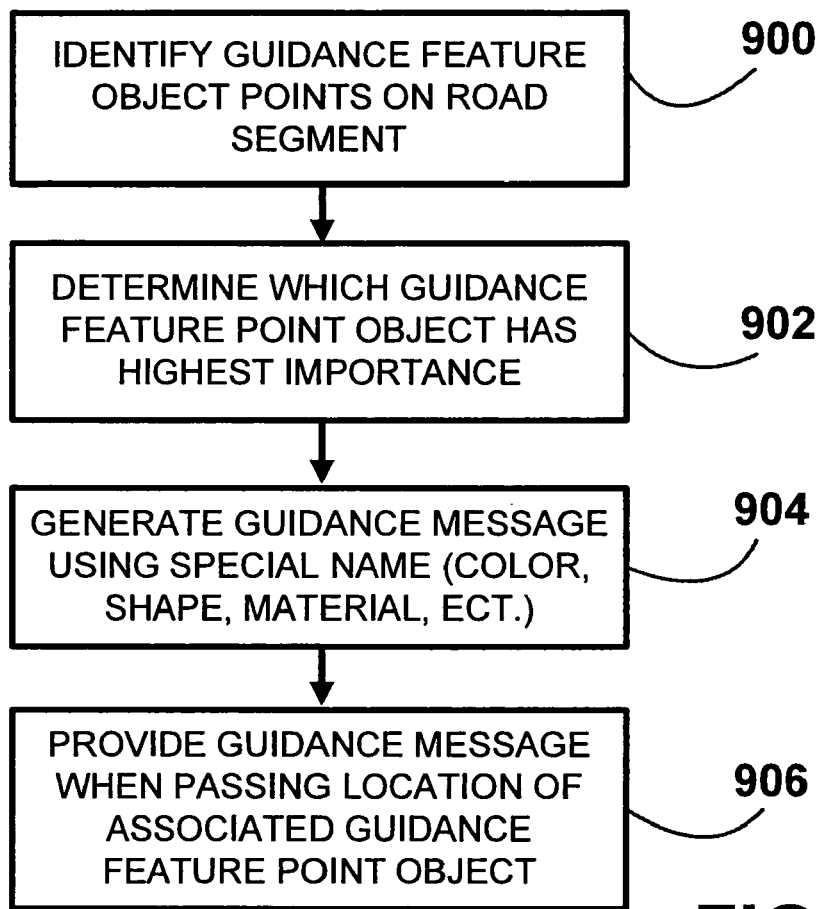 IDENTIFY GUIDANCE FEATURE
OBJECT POINTS ON ROAD
SEGMENT
900
DETERMINE WHICH GUIDANCE
FEATURE POINT OBJECT HAS
HIGHEST IMPORTANCE
902
GENERATE GUIDANCE MESSAGE
USING SPECIAL NAME (COLOR,
SHAPE, MATERIAL, ECT.)
904
PROVIDE GUIDANCE MESSAGE
WHEN PASSING LOCATION OF
ASSOCIATED GUIDANCE
FEATURE POINT OBJECT
906